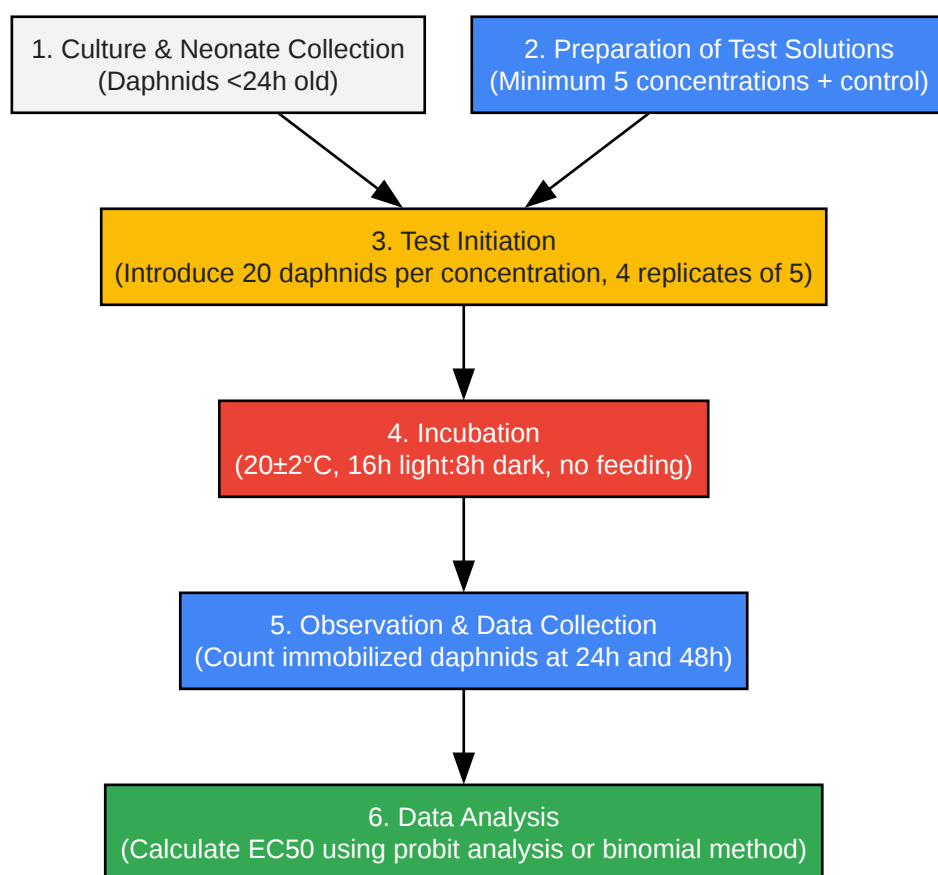 1. Culture & Neonate Collection
(Daphnids <24h old)
2. Preparation of Test Solutions
(Minimum 5 concentrations + control)
3. Test Initiation
(Introduce 20 daphnids per concentration, 4 replicates of 5)
4. Incubation
(20±2°C, 16h light:8h dark, no feeding)
5. Observation & Data Collection
(Count immobilized daphnids at 24h and 48h)
6. Data Analysis
(Calculate EC50 using probit analysis or binomial method)